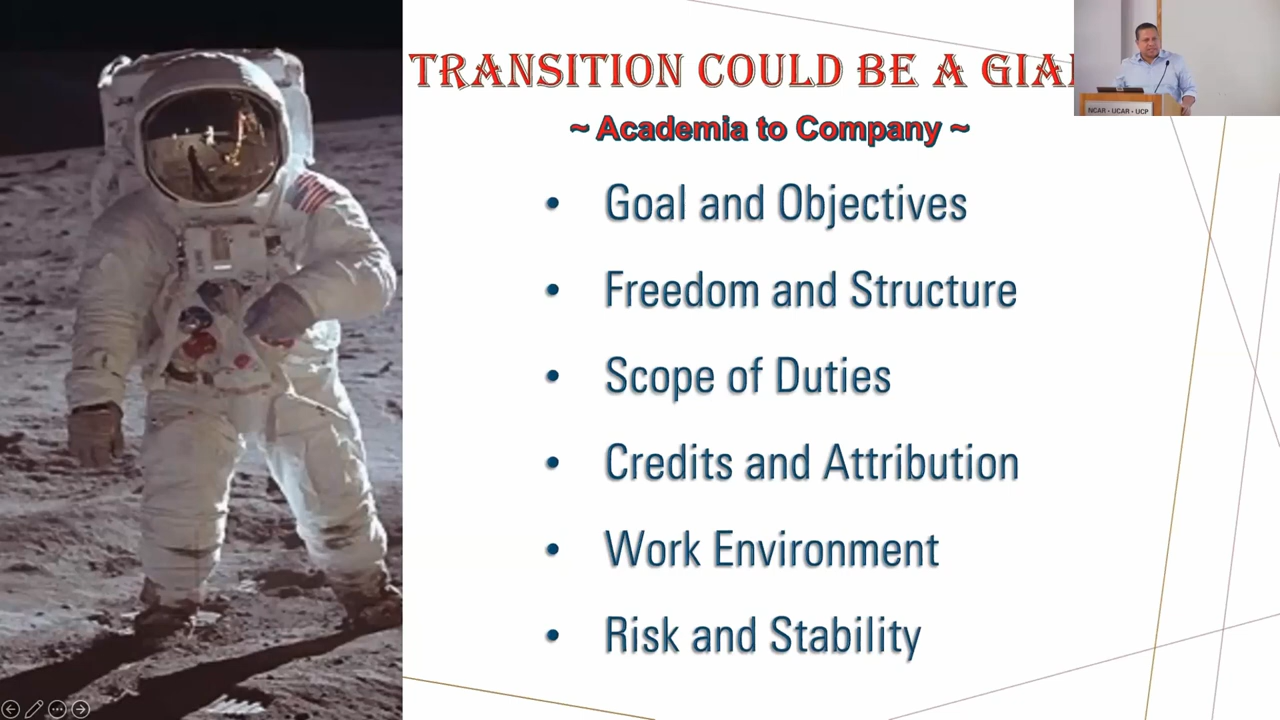 TRANSITION COULD BE A GIA
~ Academia to Company ~
• Goal and Objectives
• Freedom and Structure
• Scope of Duties
• Credits and Attribution
• Work Environment
• Risk and Stability
NCAR - UCAR - UCP